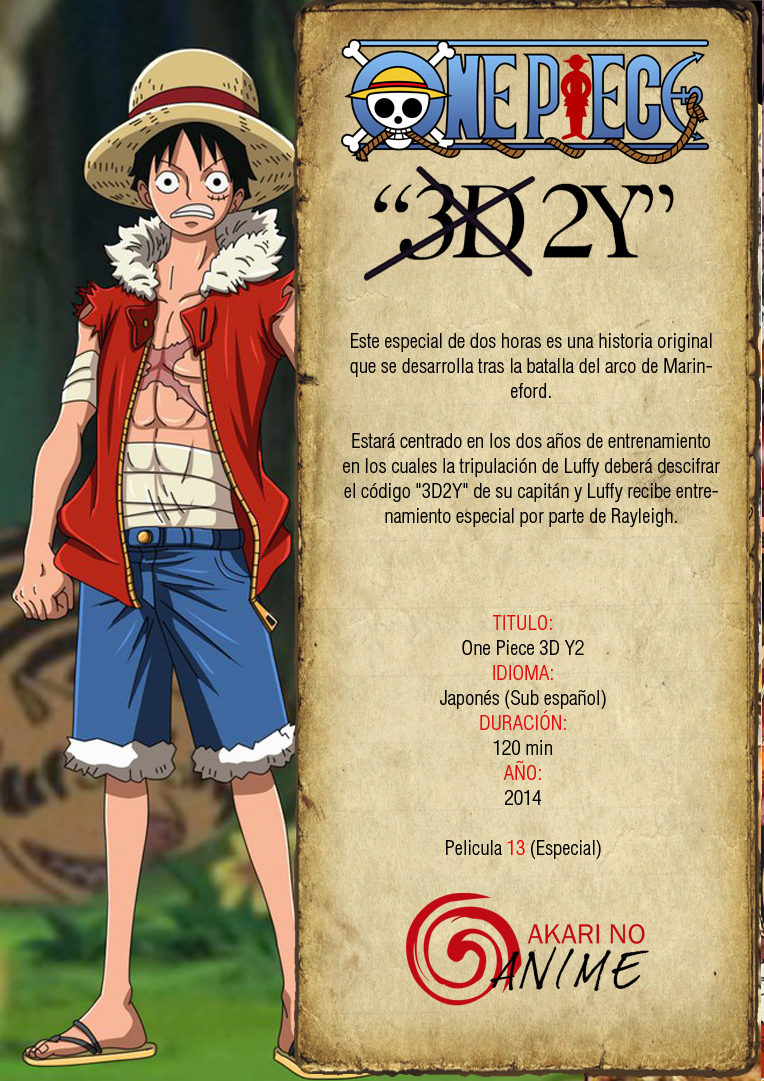 ONE PIECE
“3D 2Y”
Este especial de dos horas es una historia original
que se desarrolla tras la batalla del arco de Marin-
eford.
Estará centrado en los dos años de entrenamiento
en los cuales la tripulación de Luffy deberá descifrar
el código "3D2Y" de su capitán y Luffy recibe entre-
namiento especial por parte de Rayleigh.
TITULO:
One Piece 3D Y2
IDIOMA:
Japonés (Sub español)
DURACIÓN:
120 min
AÑO:
2014
Pelicula 13 (Especial)
AKARI NO
ANIME